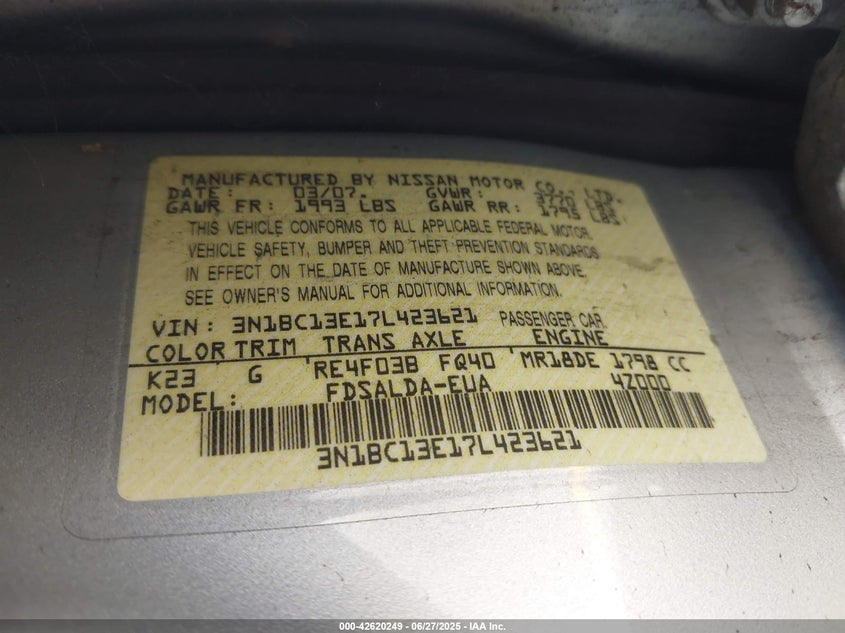 MANUFACTURED BY NISSAN MOTOR CO., LTD.
DATE: 03/07. GVWR: 3770 LBS
GAWR FR: 1993 LBS GAWR RR: 1795 LBS
THIS VEHICLE CONFORMS TO ALL APPLICABLE FEDERAL MOTOR
VEHICLE SAFETY, BUMPER AND THEFT PREVENTION STANDARDS
IN EFFECT ON THE DATE OF MANUFACTURE SHOWN ABOVE.
SEE OWNER'S MANUAL FOR ADDITIONAL INFORMATION.
VIN: 3N1BC13E17L423621 PASSENGER CAR
COLOR TRIM TRANS AXLE ENGINE
K23 G RE4F03B FQ40 MR18DE 1798 CC
MODEL: FDSALDA-EUA 4Z000
3N1BC13E17L423621
000-42620249 - 06/27/2025 - IAA Inc.